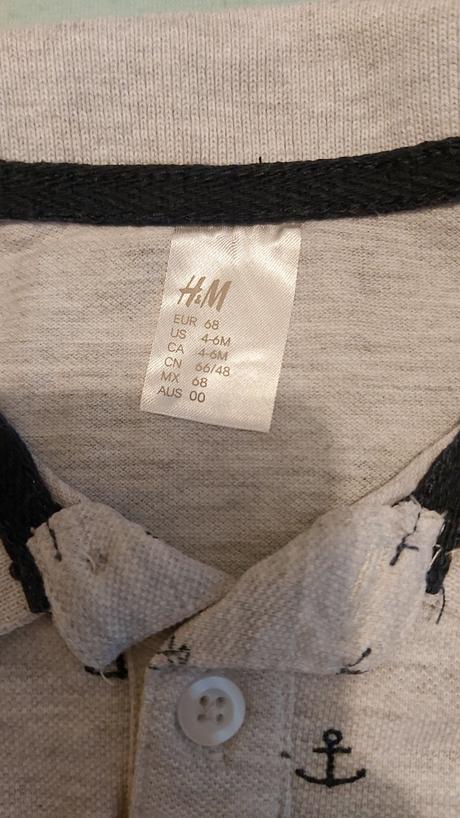 H&M
EUR 68
US 4-6M
CA 4-6M
CN 66/48
MX 68
AUS 00